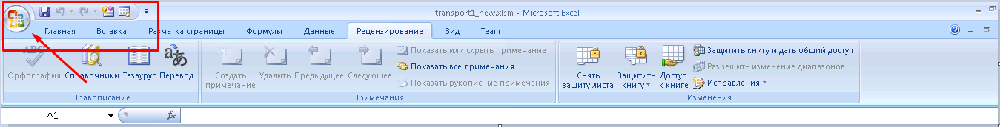 transport1_new.xlsm - Microsoft Excel
Главная Вставка Разметка страницы Формулы Данные Рецензирование Вид Team
ABC
Орфография Справочники Тезаурус Перевод
Правописание
Создать примечание Удалить Предыдущее Следующее
Показать или скрыть примечание
Показать все примечания
Показать рукописные примечания
Примечания
Снять защиту листа Защитить книгу Доступ к книге
Защитить книгу и дать общий доступ
Разрешить изменение диапазонов
Исправления
Изменения
A1 fx